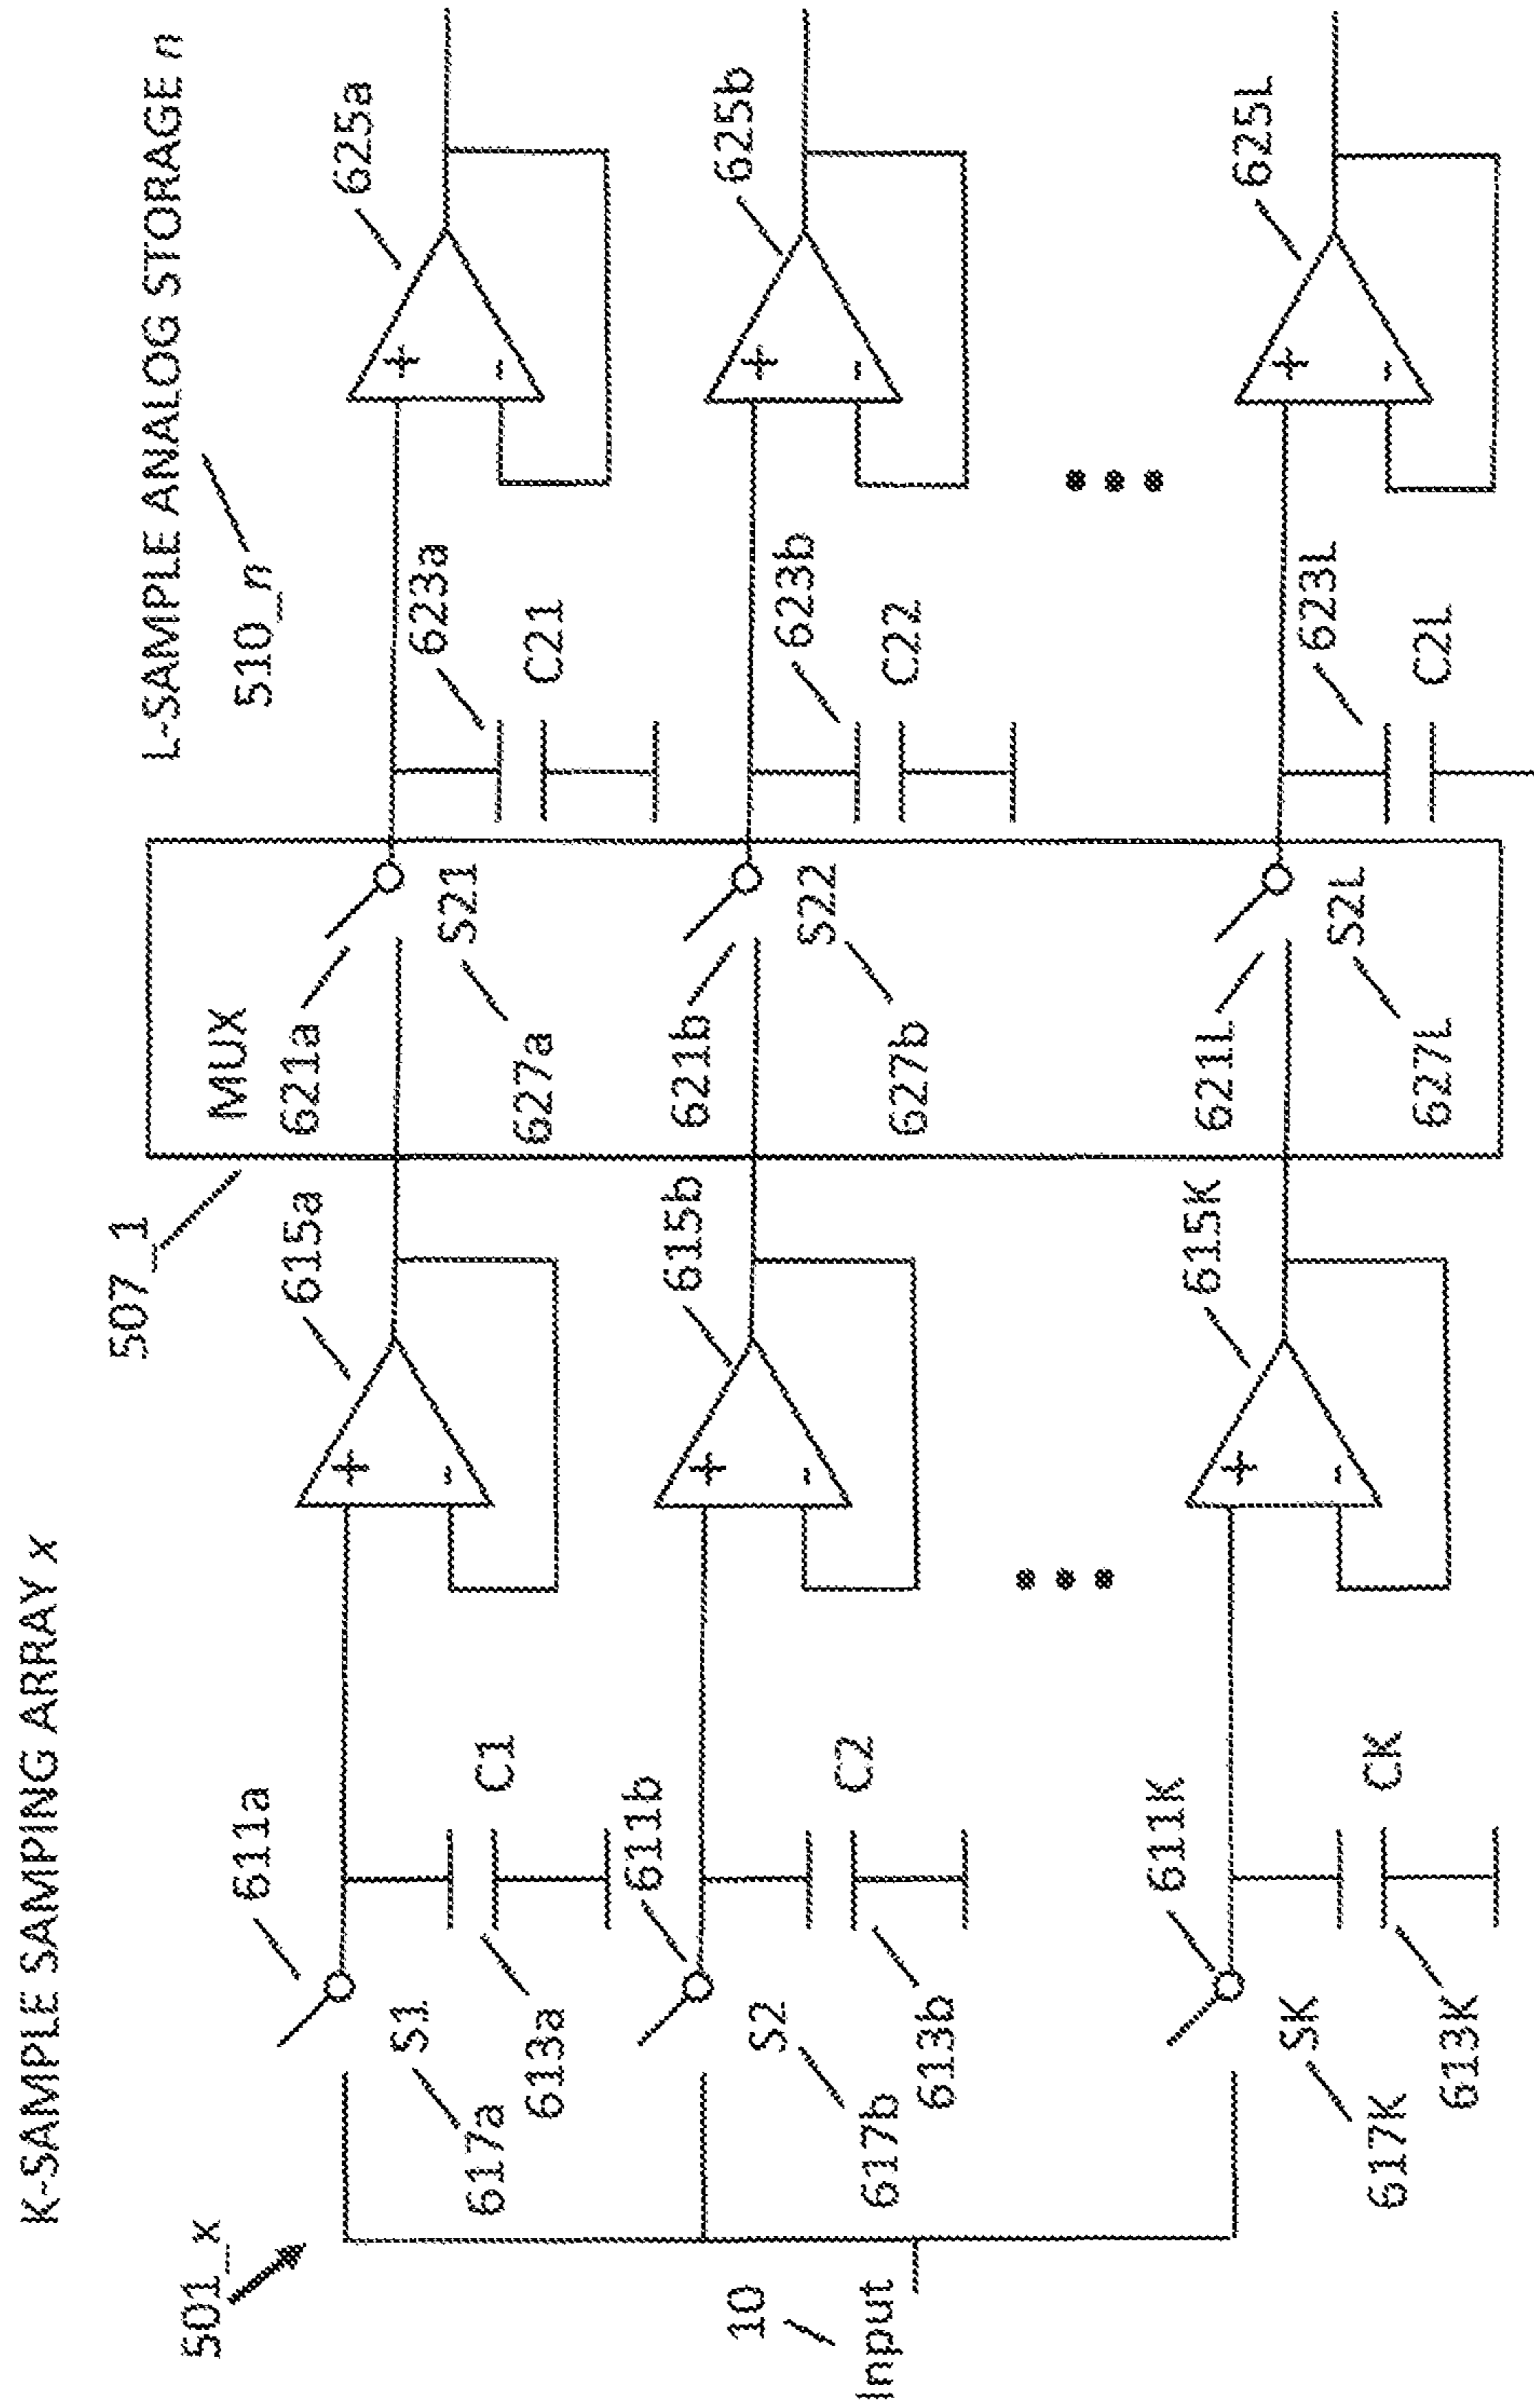 K-SAMPLE SAMPING ARRAY x
L-SAMPLE ANALOG STORAGE n
501_x
507_1
510_n
MUX
10
Input
611a
S1
617a
613a
C1
+
-
615a
621a
S21
627a
623a
C21
+
-
625a
611b
S2
617b
613b
C2
+
-
615b
621b
S22
627b
623b
C22
+
-
625b
611K
SK
617K
613K
CK
+
-
615K
621L
S2L
627L
623L
C2L
+
-
625L